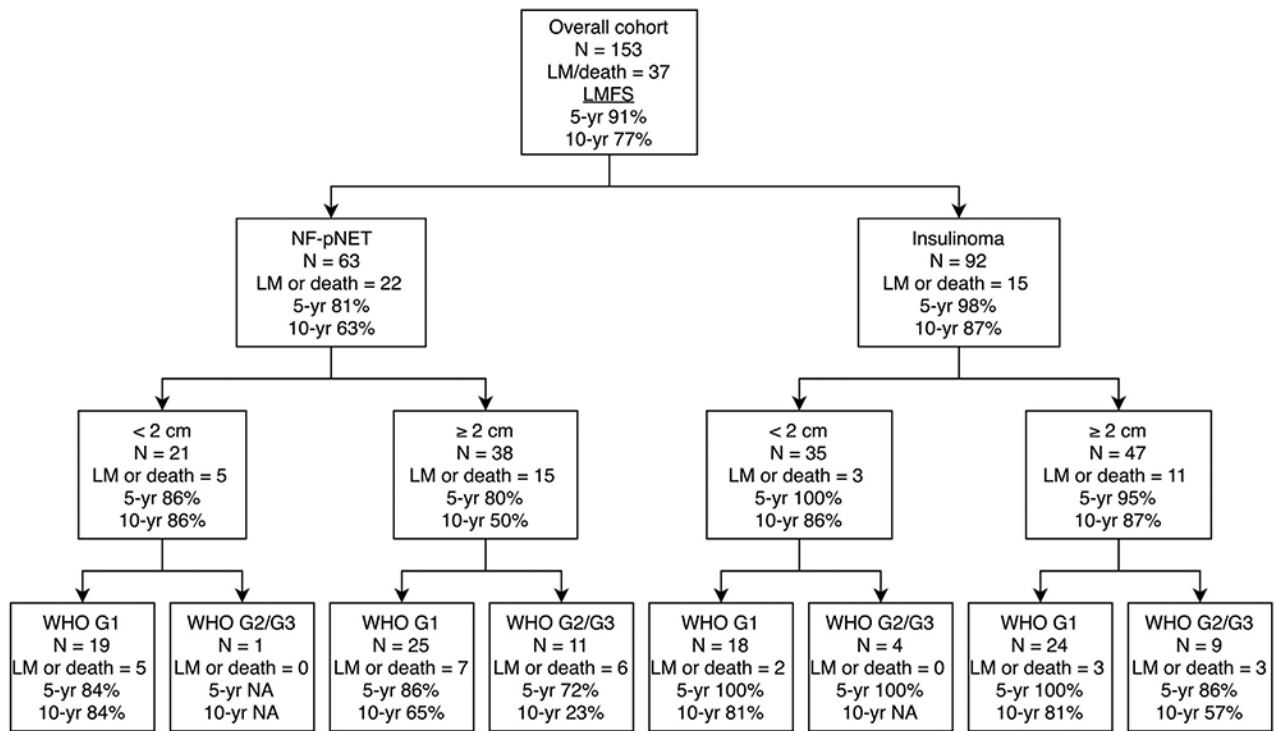 Overall cohort
N = 153
LM/death = 37
LMFS
5-yr 91%
10-yr 77%
NF-pNET
N = 63
LM or death = 22
5-yr 81%
10-yr 63%
Insulinoma
N = 92
LM or death = 15
5-yr 98%
10-yr 87%
< 2 cm
N = 21
LM or death = 5
5-yr 86%
10-yr 86%
≥ 2 cm
N = 38
LM or death = 15
5-yr 80%
10-yr 50%
< 2 cm
N = 35
LM or death = 3
5-yr 100%
10-yr 86%
≥ 2 cm
N = 47
LM or death = 11
5-yr 95%
10-yr 87%
WHO G1
N = 19
LM or death = 5
5-yr 84%
10-yr 84%
WHO G2/G3
N = 1
LM or death = 0
5-yr NA
10-yr NA
WHO G1
N = 25
LM or death = 7
5-yr 86%
10-yr 65%
WHO G2/G3
N = 11
LM or death = 6
5-yr 72%
10-yr 23%
WHO G1
N = 18
LM or death = 2
5-yr 100%
10-yr 81%
WHO G2/G3
N = 4
LM or death = 0
5-yr 100%
10-yr NA
WHO G1
N = 24
LM or death = 3
5-yr 100%
10-yr 81%
WHO G2/G3
N = 9
LM or death = 3
5-yr 86%
10-yr 57%